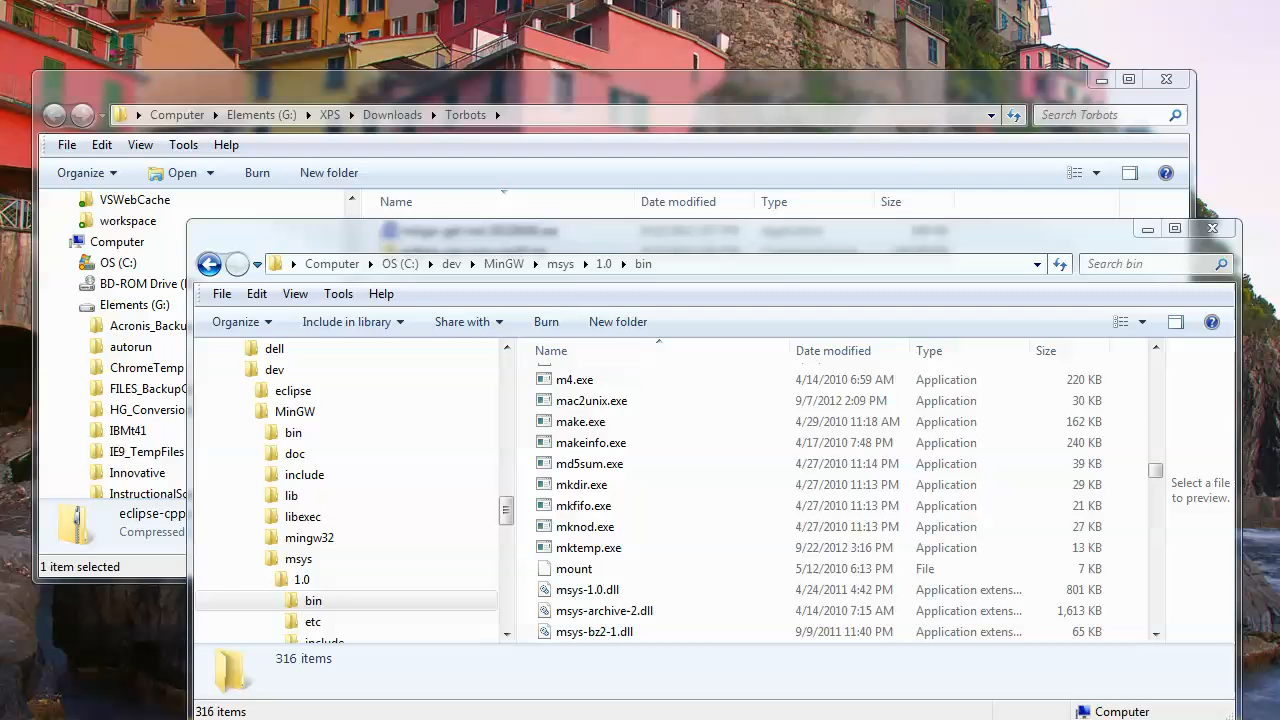 Computer Elements (G:) XPS Downloads Torbots Search Torbots
File Edit View Tools Help
Organize Open Burn New folder
VSWebCache
workspace
Computer
OS (C:)
BD-ROM Drive (
Elements (G:)
Acronis_Backu
autorun
ChromeTemp
FILES_BackupC
HG_Conversio
IBMt41
IE9_TempFiles
Innovative
InstructionalSo
Name Date modified Type Size
eclipse-cpp
Compressed
1 item selected
Computer OS (C:) dev MinGW msys 1.0 bin Search bin
File Edit View Tools Help
Organize Include in library Share with Burn New folder
dell
dev
eclipse
MinGW
bin
doc
include
lib
libexec
mingw32
msys
1.0
bin
etc
include
Name Date modified Type Size
m4.exe 4/14/2010 6:59 AM Application 220 KB
mac2unix.exe 9/7/2012 2:09 PM Application 30 KB
make.exe 4/29/2010 11:18 AM Application 162 KB
makeinfo.exe 4/17/2010 7:48 PM Application 240 KB
md5sum.exe 4/27/2010 11:14 PM Application 39 KB
mkdir.exe 4/27/2010 11:13 PM Application 29 KB
mkfifo.exe 4/27/2010 11:13 PM Application 21 KB
mknod.exe 4/27/2010 11:13 PM Application 27 KB
mktemp.exe 9/22/2012 3:16 PM Application 13 KB
mount 5/12/2010 6:13 PM File 7 KB
msys-1.0.dll 4/24/2011 4:42 PM Application extens... 801 KB
msys-archive-2.dll 4/14/2010 7:15 AM Application extens... 1,613 KB
msys-bz2-1.dll 9/9/2011 11:40 PM Application extens... 65 KB
Select a file
to preview.
316 items
316 items Computer